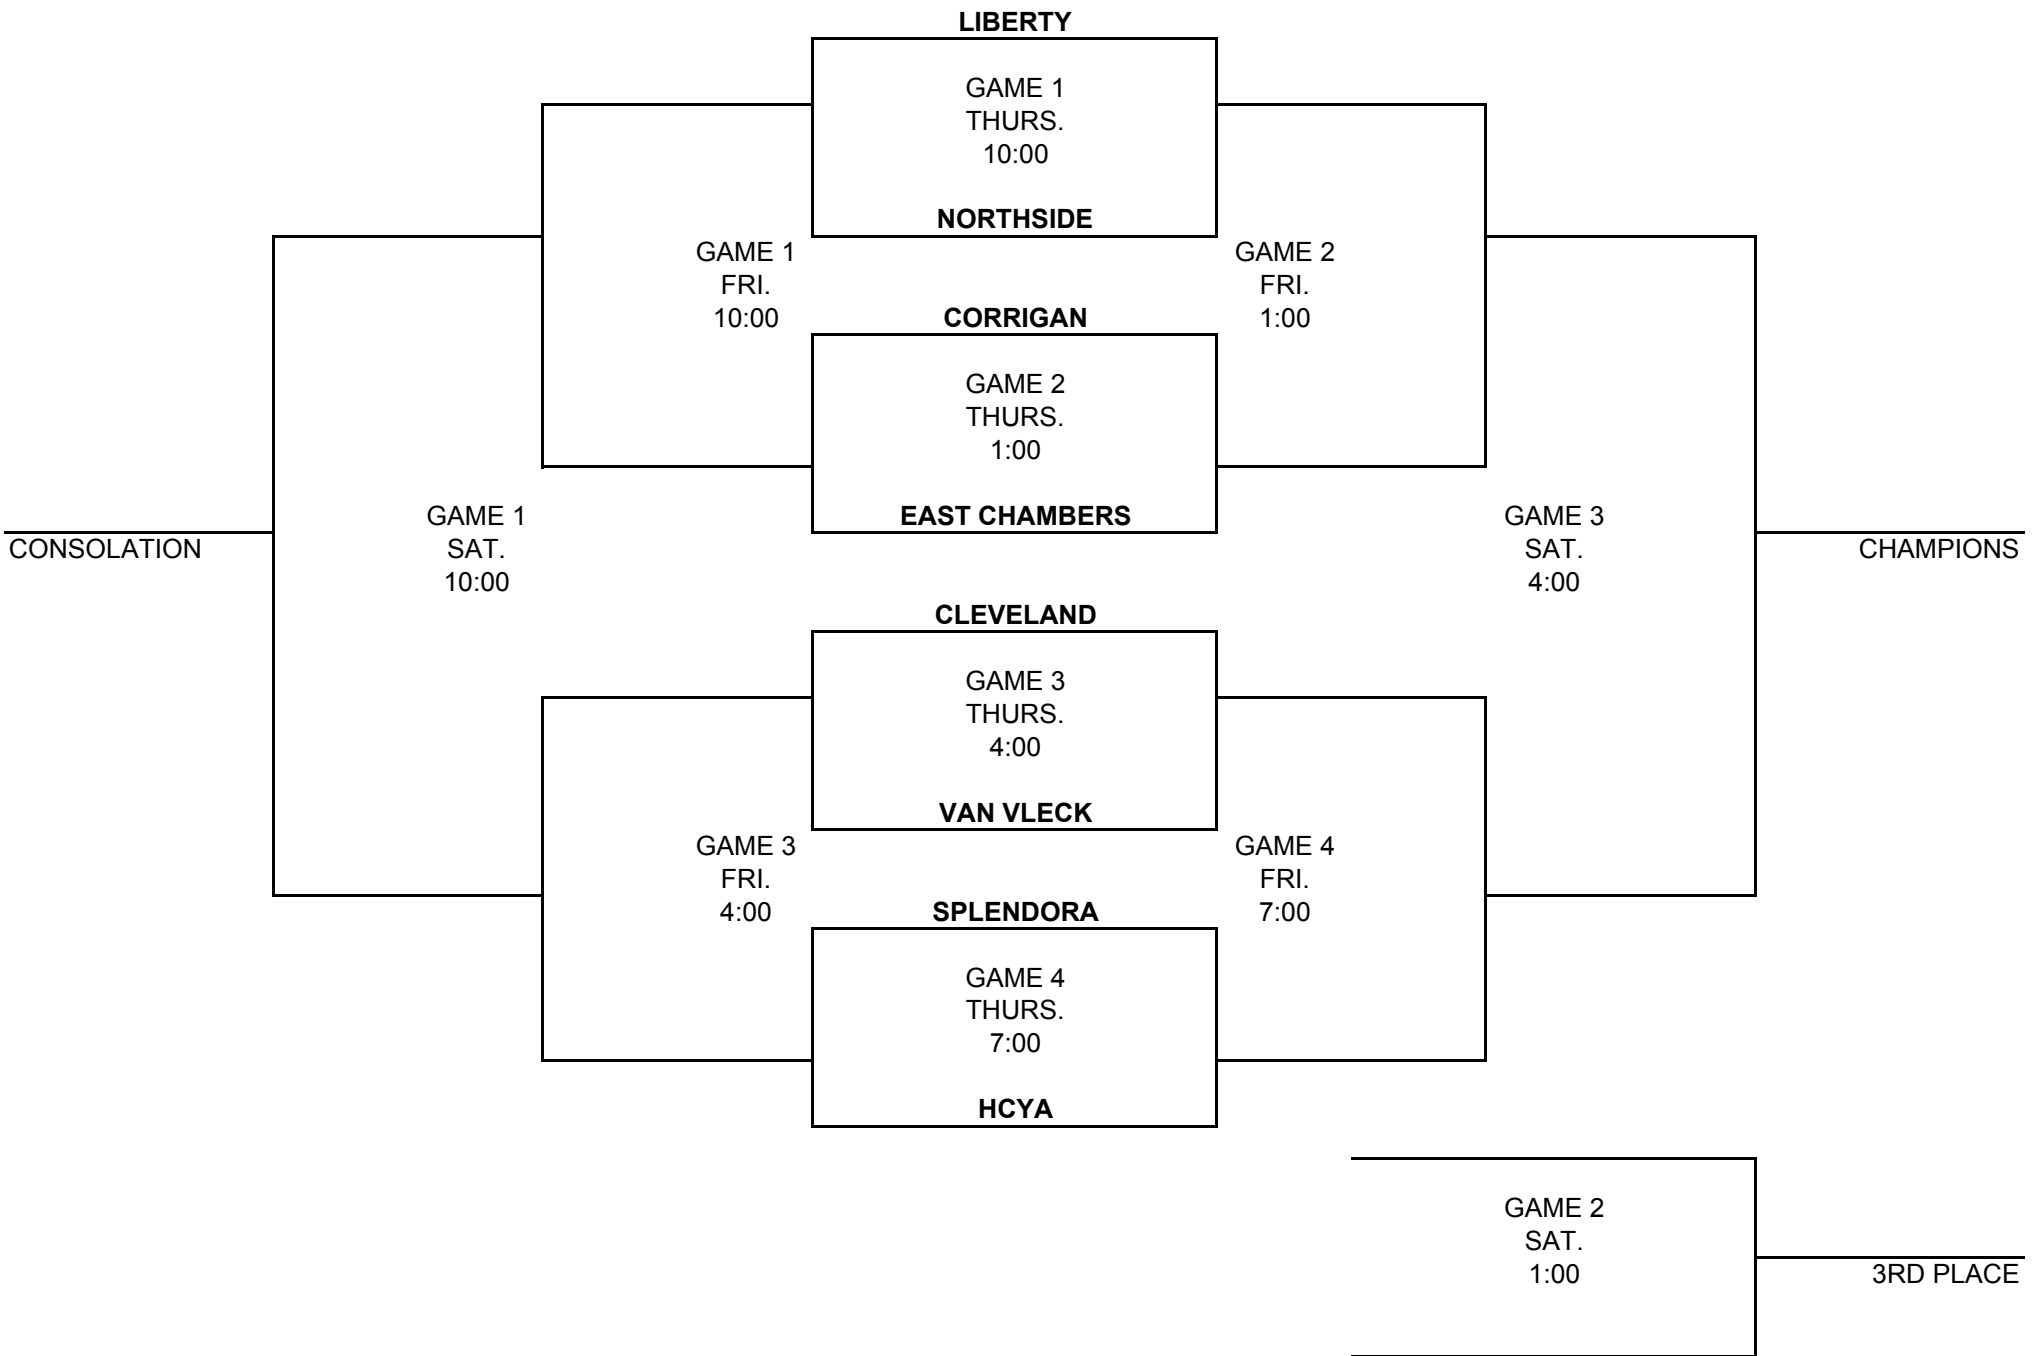 LIBERTY
GAME 1
THURS.
10:00
NORTHSIDE
GAME 1
FRI.
10:00
GAME 2
FRI.
1:00
CORRIGAN
GAME 2
THURS.
1:00
EAST CHAMBERS
GAME 1
SAT.
10:00
CONSOLATION
GAME 3
SAT.
4:00
CHAMPIONS
CLEVELAND
GAME 3
THURS.
4:00
VAN VLECK
GAME 3
FRI.
4:00
GAME 4
FRI.
7:00
SPLENDORA
GAME 4
THURS.
7:00
HCYA
GAME 2
SAT.
1:00
3RD PLACE